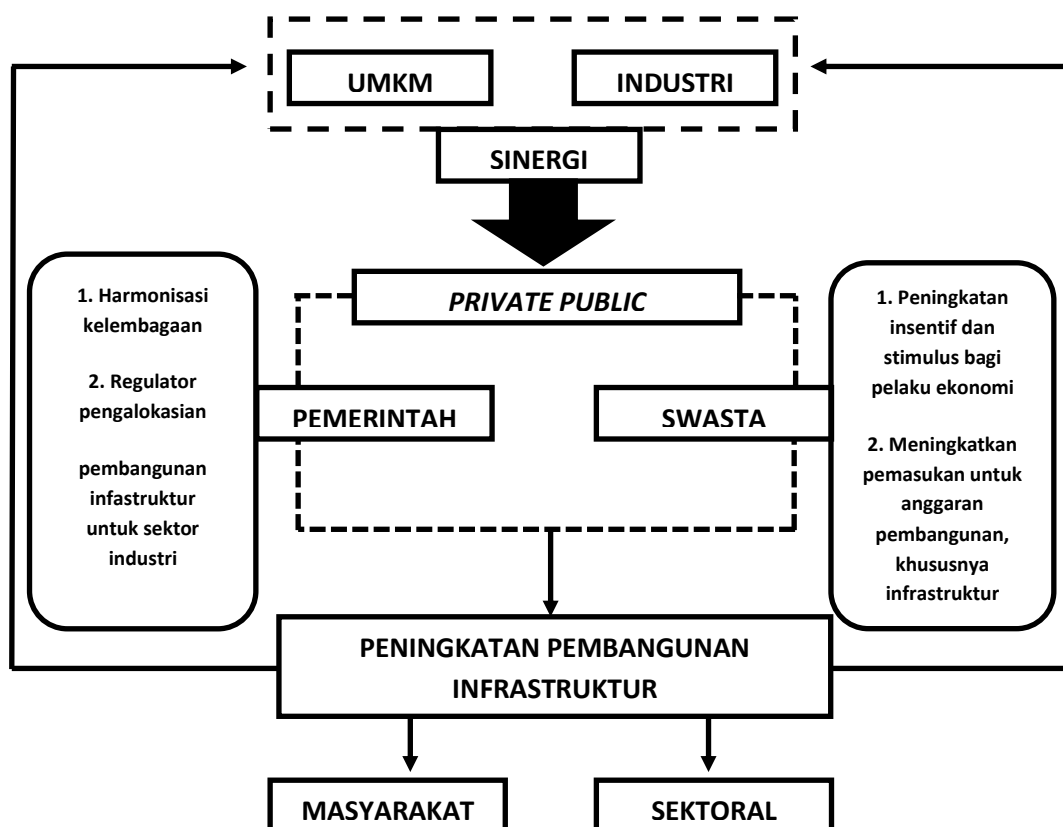 UMKM
INDUSTRI
SINERGI
PRIVATE PUBLIC
1. Harmonisasi
kelembagaan
2. Regulator
pengalokasian
pembangunan
infastruktur
untuk sektor
industri
PEMERINTAH
SWASTA
1. Peningkatan
insentif dan
stimulus bagi
pelaku ekonomi
2. Meningkatkan
pemasukan untuk
anggaran
pembangunan,
khususnya
infrastruktur
PENINGKATAN PEMBANGUNAN
INFRASTRUKTUR
MASYARAKAT
SEKTORAL